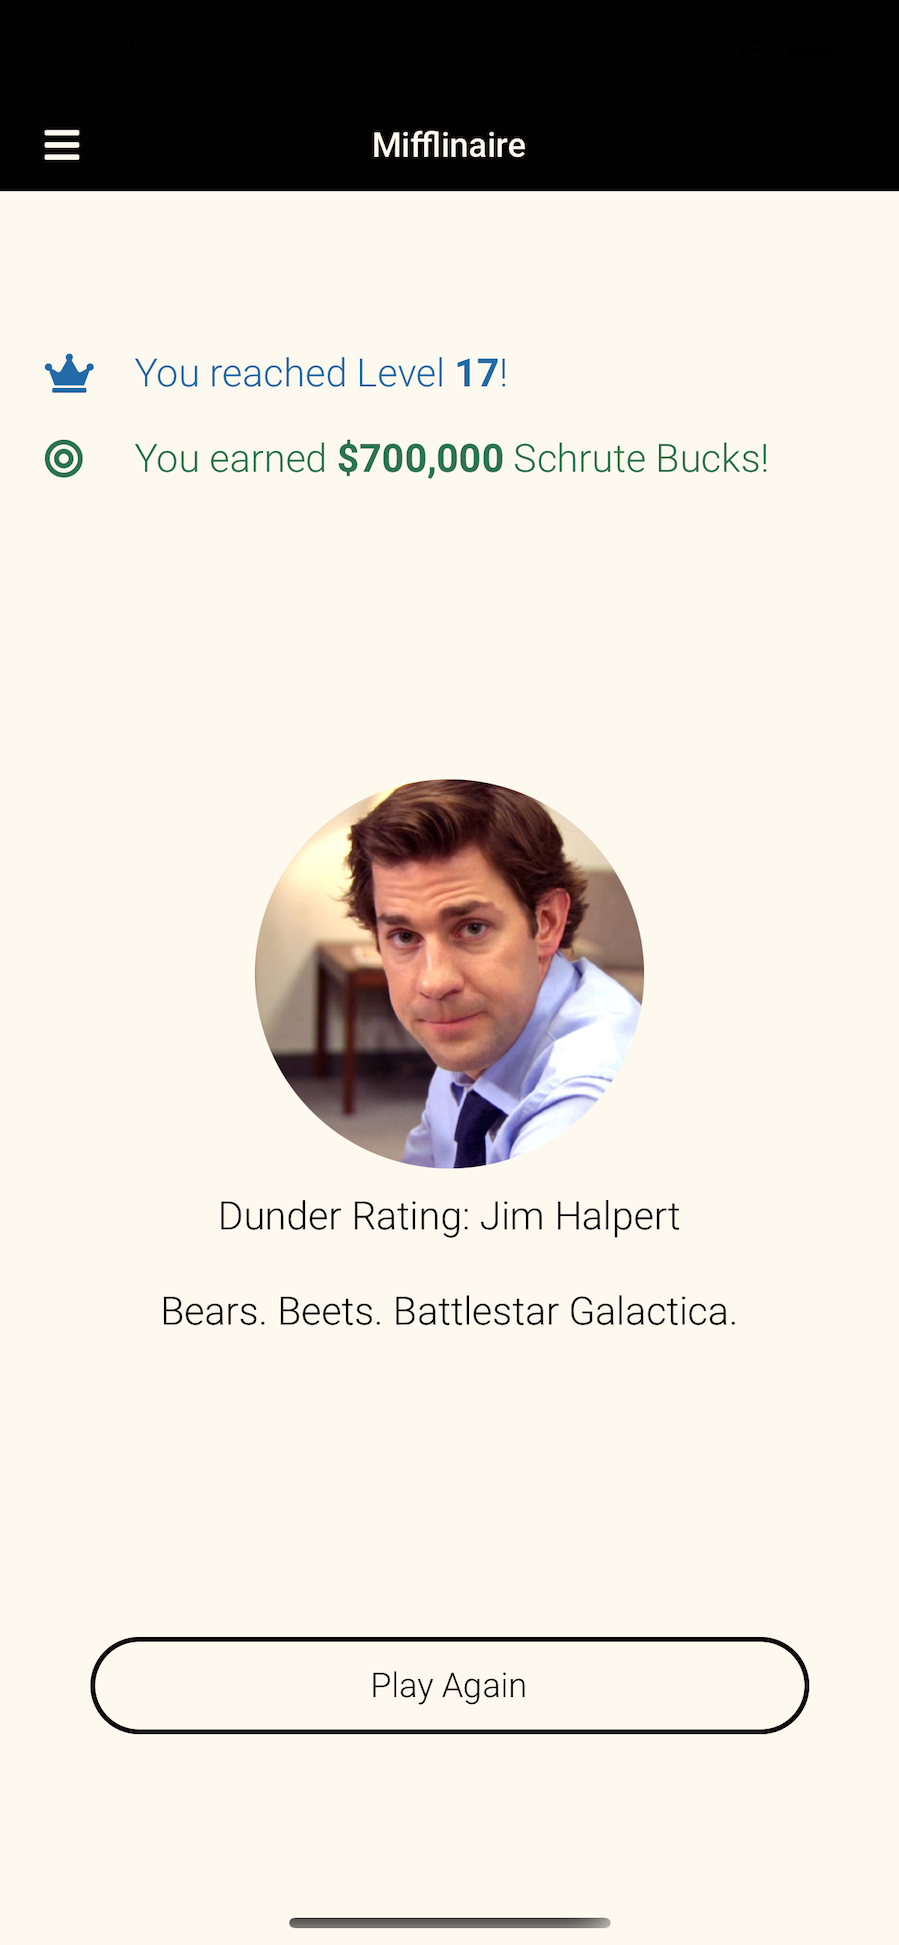 Mifflinaire
You reached Level 17!
You earned $700,000 Schrute Bucks!
Dunder Rating: Jim Halpert
Bears. Beets. Battlestar Galactica.
Play Again